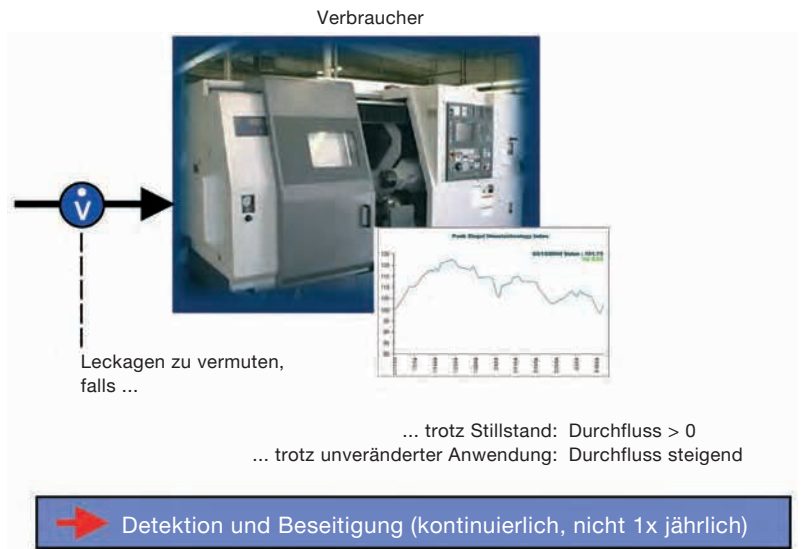 Verbraucher
V̇
Leckagen zu vermuten,
falls ...
... trotz Stillstand: Durchfluss > 0
... trotz unveränderter Anwendung: Durchfluss steigend
Detektion und Beseitigung (kontinuierlich, nicht 1x jährlich)